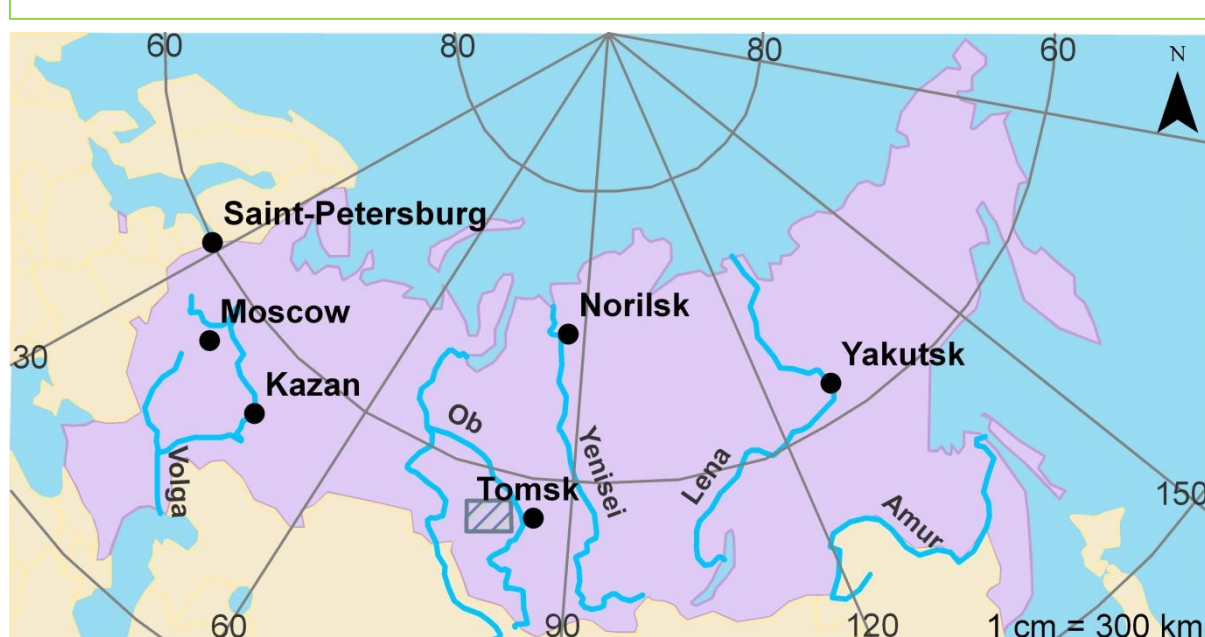 60 80 80 60
N
Saint-Petersburg
Moscow
Norilsk
30
Yakutsk
Kazan
Ob
Yenisei
Volga
Lena
Tomsk
150
Amur
60 90 120 1 cm = 300 km